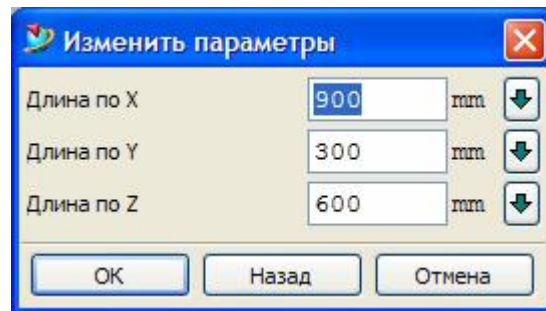 Изменить параметры
Длина по X 900 mm
Длина по Y 300 mm
Длина по Z 600 mm
OK Назад Отмена